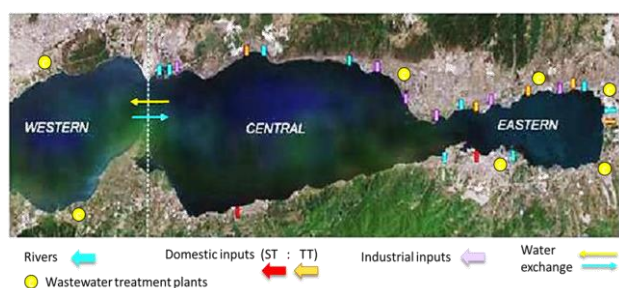 WESTERN
CENTRAL
EASTERN
Rivers
Domestic inputs (ST : TT)
Industrial inputs
Water
exchange
Wastewater treatment plants